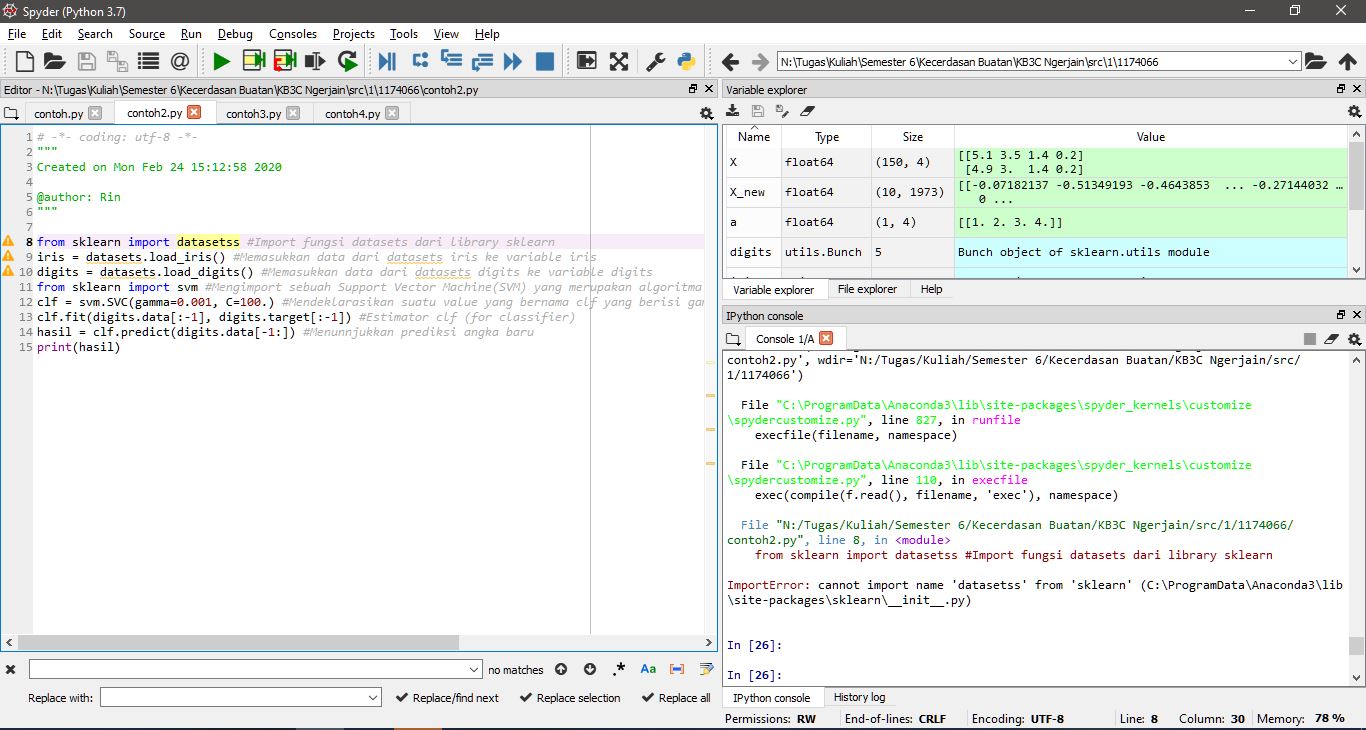 Spyder (Python 3.7)
File Edit Search Source Run Debug Consoles Projects Tools View Help
N:\Tugas\Kuliah\Semester 6\Kecerdasan Buatan\KB3C Ngerjain\src\1\1174066
Editor - N:\Tugas\Kuliah\Semester 6\Kecerdasan Buatan\KB3C Ngerjain\src\1\1174066\contoh2.py
contoh.py contoh2.py contoh3.py contoh4.py
1 # -*- coding: utf-8 -*-
2 """
3 Created on Mon Feb 24 15:12:58 2020
4
5 @author: Rin
6 """
7
8 from sklearn import datasetss #Import fungsi datasets dari library sklearn
9 iris = datasets.load_iris() #Memasukkan data dari datasets iris ke variable iris
10 digits = datasets.load_digits() #Memasukkan data dari datasets digits ke variable digits
11 from sklearn import svm #Mengimport sebuah Support Vector Machine(SVM) yang merupakan algoritma
12 clf = svm.SVC(gamma=0.001, C=100.) #Mendeklarasikan suatu value yang bernama clf yang berisi
13 clf.fit(digits.data[:-1], digits.target[:-1]) #Estimator clf (for classifier)
14 hasil = clf.predict(digits.data[-1:]) #Menunnjukkan prediksi angka baru
15 print(hasil)
no matches .* Aa
Replace with: Replace/find next Replace selection Replace all
Variable explorer
Name Type Size Value
X float64 (150, 4) [[5.1 3.5 1.4 0.2]
[4.9 3. 1.4 0.2]
X_new float64 (10, 1973) [[-0.07182137 -0.51349193 -0.4643853 ... -0.27144032 …
0 ...
a float64 (1, 4) [[1. 2. 3. 4.]]
digits utils.Bunch 5 Bunch object of sklearn.utils module
Variable explorer File explorer Help
IPython console
Console 1/A
contoh2.py', wdir='N:/Tugas/Kuliah/Semester 6/Kecerdasan Buatan/KB3C Ngerjain/src/
1/1174066')
File "C:\ProgramData\Anaconda3\lib\site-packages\spyder_kernels\customize
\spydercustomize.py", line 827, in runfile
execfile(filename, namespace)
File "C:\ProgramData\Anaconda3\lib\site-packages\spyder_kernels\customize
\spydercustomize.py", line 110, in execfile
exec(compile(f.read(), filename, 'exec'), namespace)
File "N:/Tugas/Kuliah/Semester 6/Kecerdasan Buatan/KB3C Ngerjain/src/1/1174066/
contoh2.py", line 8, in <module>
from sklearn import datasetss #Import fungsi datasets dari library sklearn
ImportError: cannot import name 'datasetss' from 'sklearn' (C:\ProgramData\Anaconda3\lib
\site-packages\sklearn\__init__.py)
In [26]:
In [26]:
IPython console History log
Permissions: RW End-of-lines: CRLF Encoding: UTF-8 Line: 8 Column: 30 Memory: 78 %